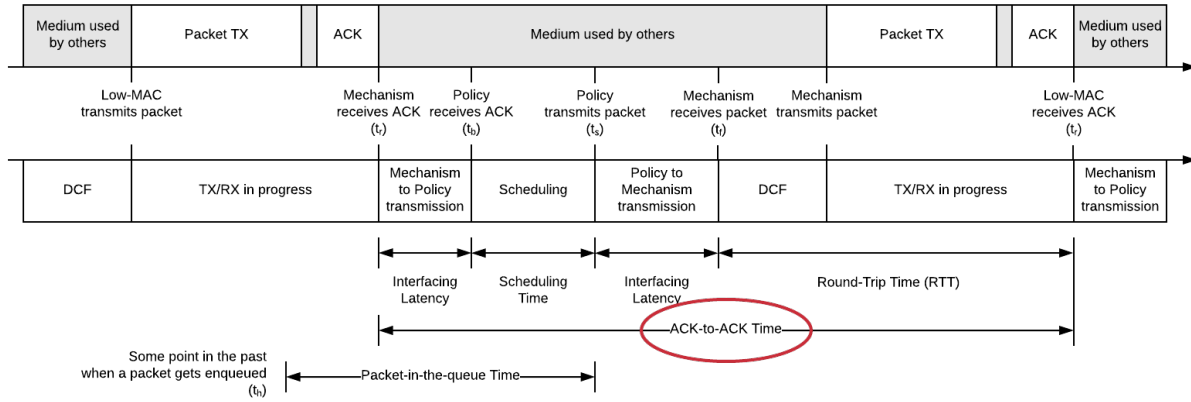 Medium used
by others
Packet TX
ACK
Medium used by others
Packet TX
ACK
Medium used
by others
Low-MAC
transmits packet
Mechanism
receives ACK
(tr)
Policy
receives ACK
(tb)
Policy
transmits packet
(ts)
Mechanism
receives packet
(tf)
Mechanism
transmits packet
Low-MAC
receives ACK
(tr)
DCF
TX/RX in progress
Mechanism
to Policy
transmission
Scheduling
Policy to
Mechanism
transmission
DCF
TX/RX in progress
Mechanism
to Policy
transmission
Interfacing
Latency
Scheduling
Time
Interfacing
Latency
Round-Trip Time (RTT)
ACK-to-ACK Time
Some point in the past
when a packet gets enqueued
(th)
Packet-in-the-queue Time